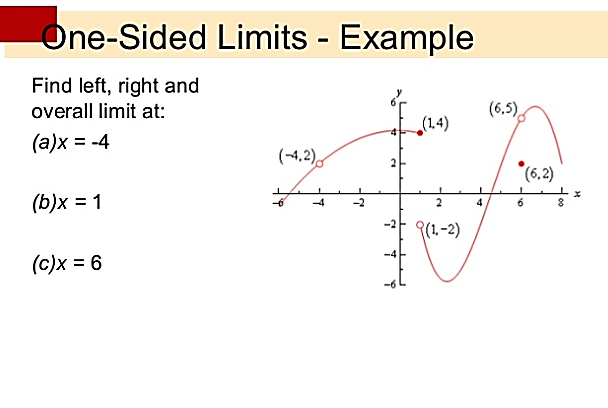 One-Sided Limits - Example
Find left, right and
overall limit at:
(a)x = -4
(b)x = 1
(c)x = 6
y
6
(1,4)
(6,5)
4
(-4,2)
2
(6,2)
x
-6
-4
-2
2
4
6
8
-2
(1,-2)
-4
-6